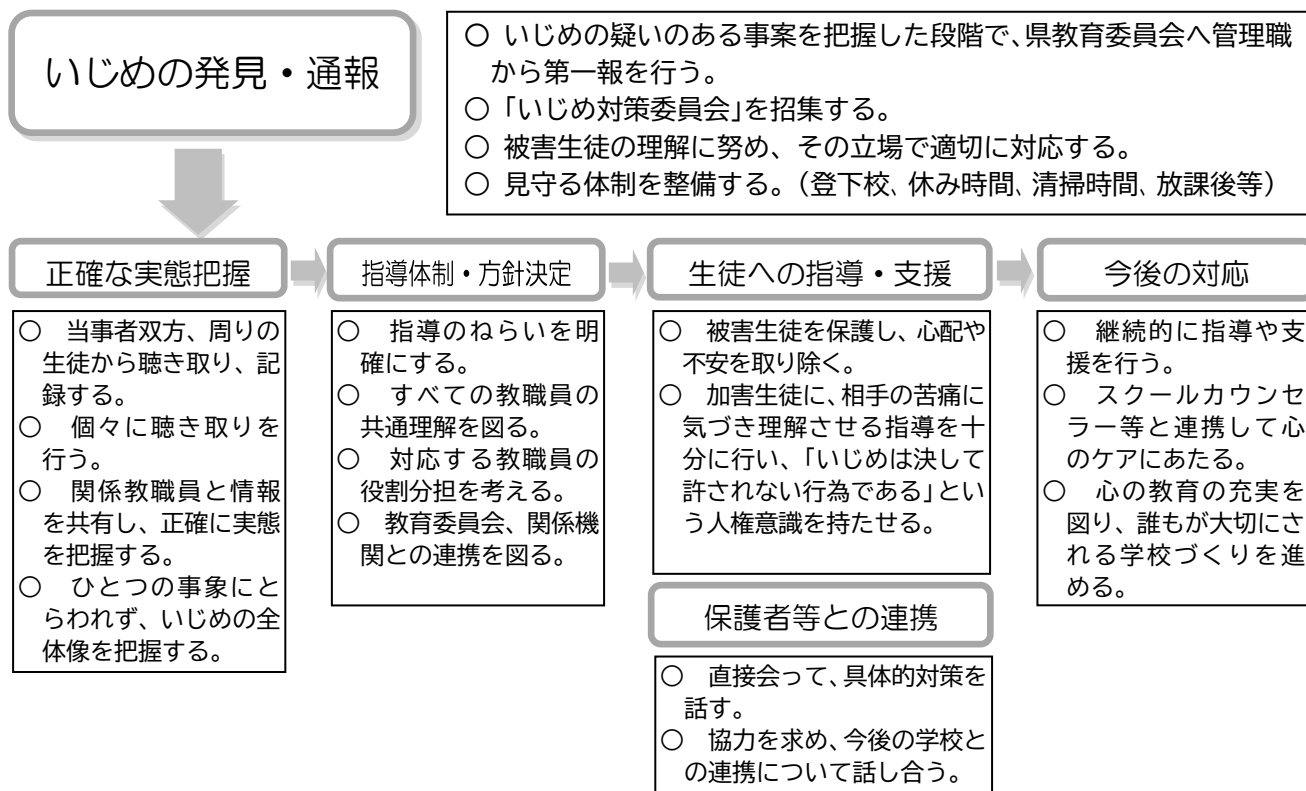 いじめの発見・通報
○ いじめの疑いのある事案を把握した段階で、県教育委員会へ管理職
から第一報を行う。
○ 「いじめ対策委員会」を招集する。
○ 被害生徒の理解に努め、その立場で適切に対応する。
○ 見守る体制を整備する。(登下校、休み時間、清掃時間、放課後等)
正確な実態把握
○ 当事者双方、周りの
生徒から聴き取り、記
録する。
○ 個々に聴き取りを
行う。
○ 関係教職員と情報
を共有し、正確に実態
を把握する。
○ ひとつの事象にと
らわれず、いじめの全
体像を把握する。
指導体制・方針決定
○ 指導のねらいを明
確にする。
○ すべての教職員の
共通理解を図る。
○ 対応する教職員の
役割分担を考える。
○ 教育委員会、関係機
関との連携を図る。
生徒への指導・支援
○ 被害生徒を保護し、心配や
不安を取り除く。
○ 加害生徒に、相手の苦痛に
気づき理解させる指導を十
分に行い、「いじめは決して
許されない行為である」とい
う人権意識を持たせる。
保護者等との連携
○ 直接会って、具体的対策を
話す。
○ 協力を求め、今後の学校と
の連携について話し合う。
今後の対応
○ 継続的に指導や支
援を行う。
○ スクールカウンセ
ラー等と連携して心
のケアにあたる。
○ 心の教育の充実を
図り、誰もが大切にさ
れる学校づくりを進
める。